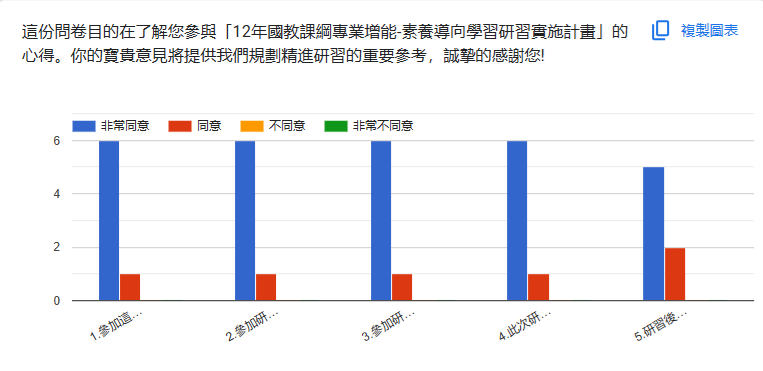 這份問卷目的在了解您參與「12年國教課綱專業增能-素養導向學習研習實施計畫」的
心得。你的寶貴意見將提供我們規劃精進研習的重要參考，誠摯的感謝您!
複製圖表
非常同意 同意 不同意 非常不同意
6
4
2
0
1.參加這…
2.參加研…
3.參加研…
4.此次研…
5.研習後…